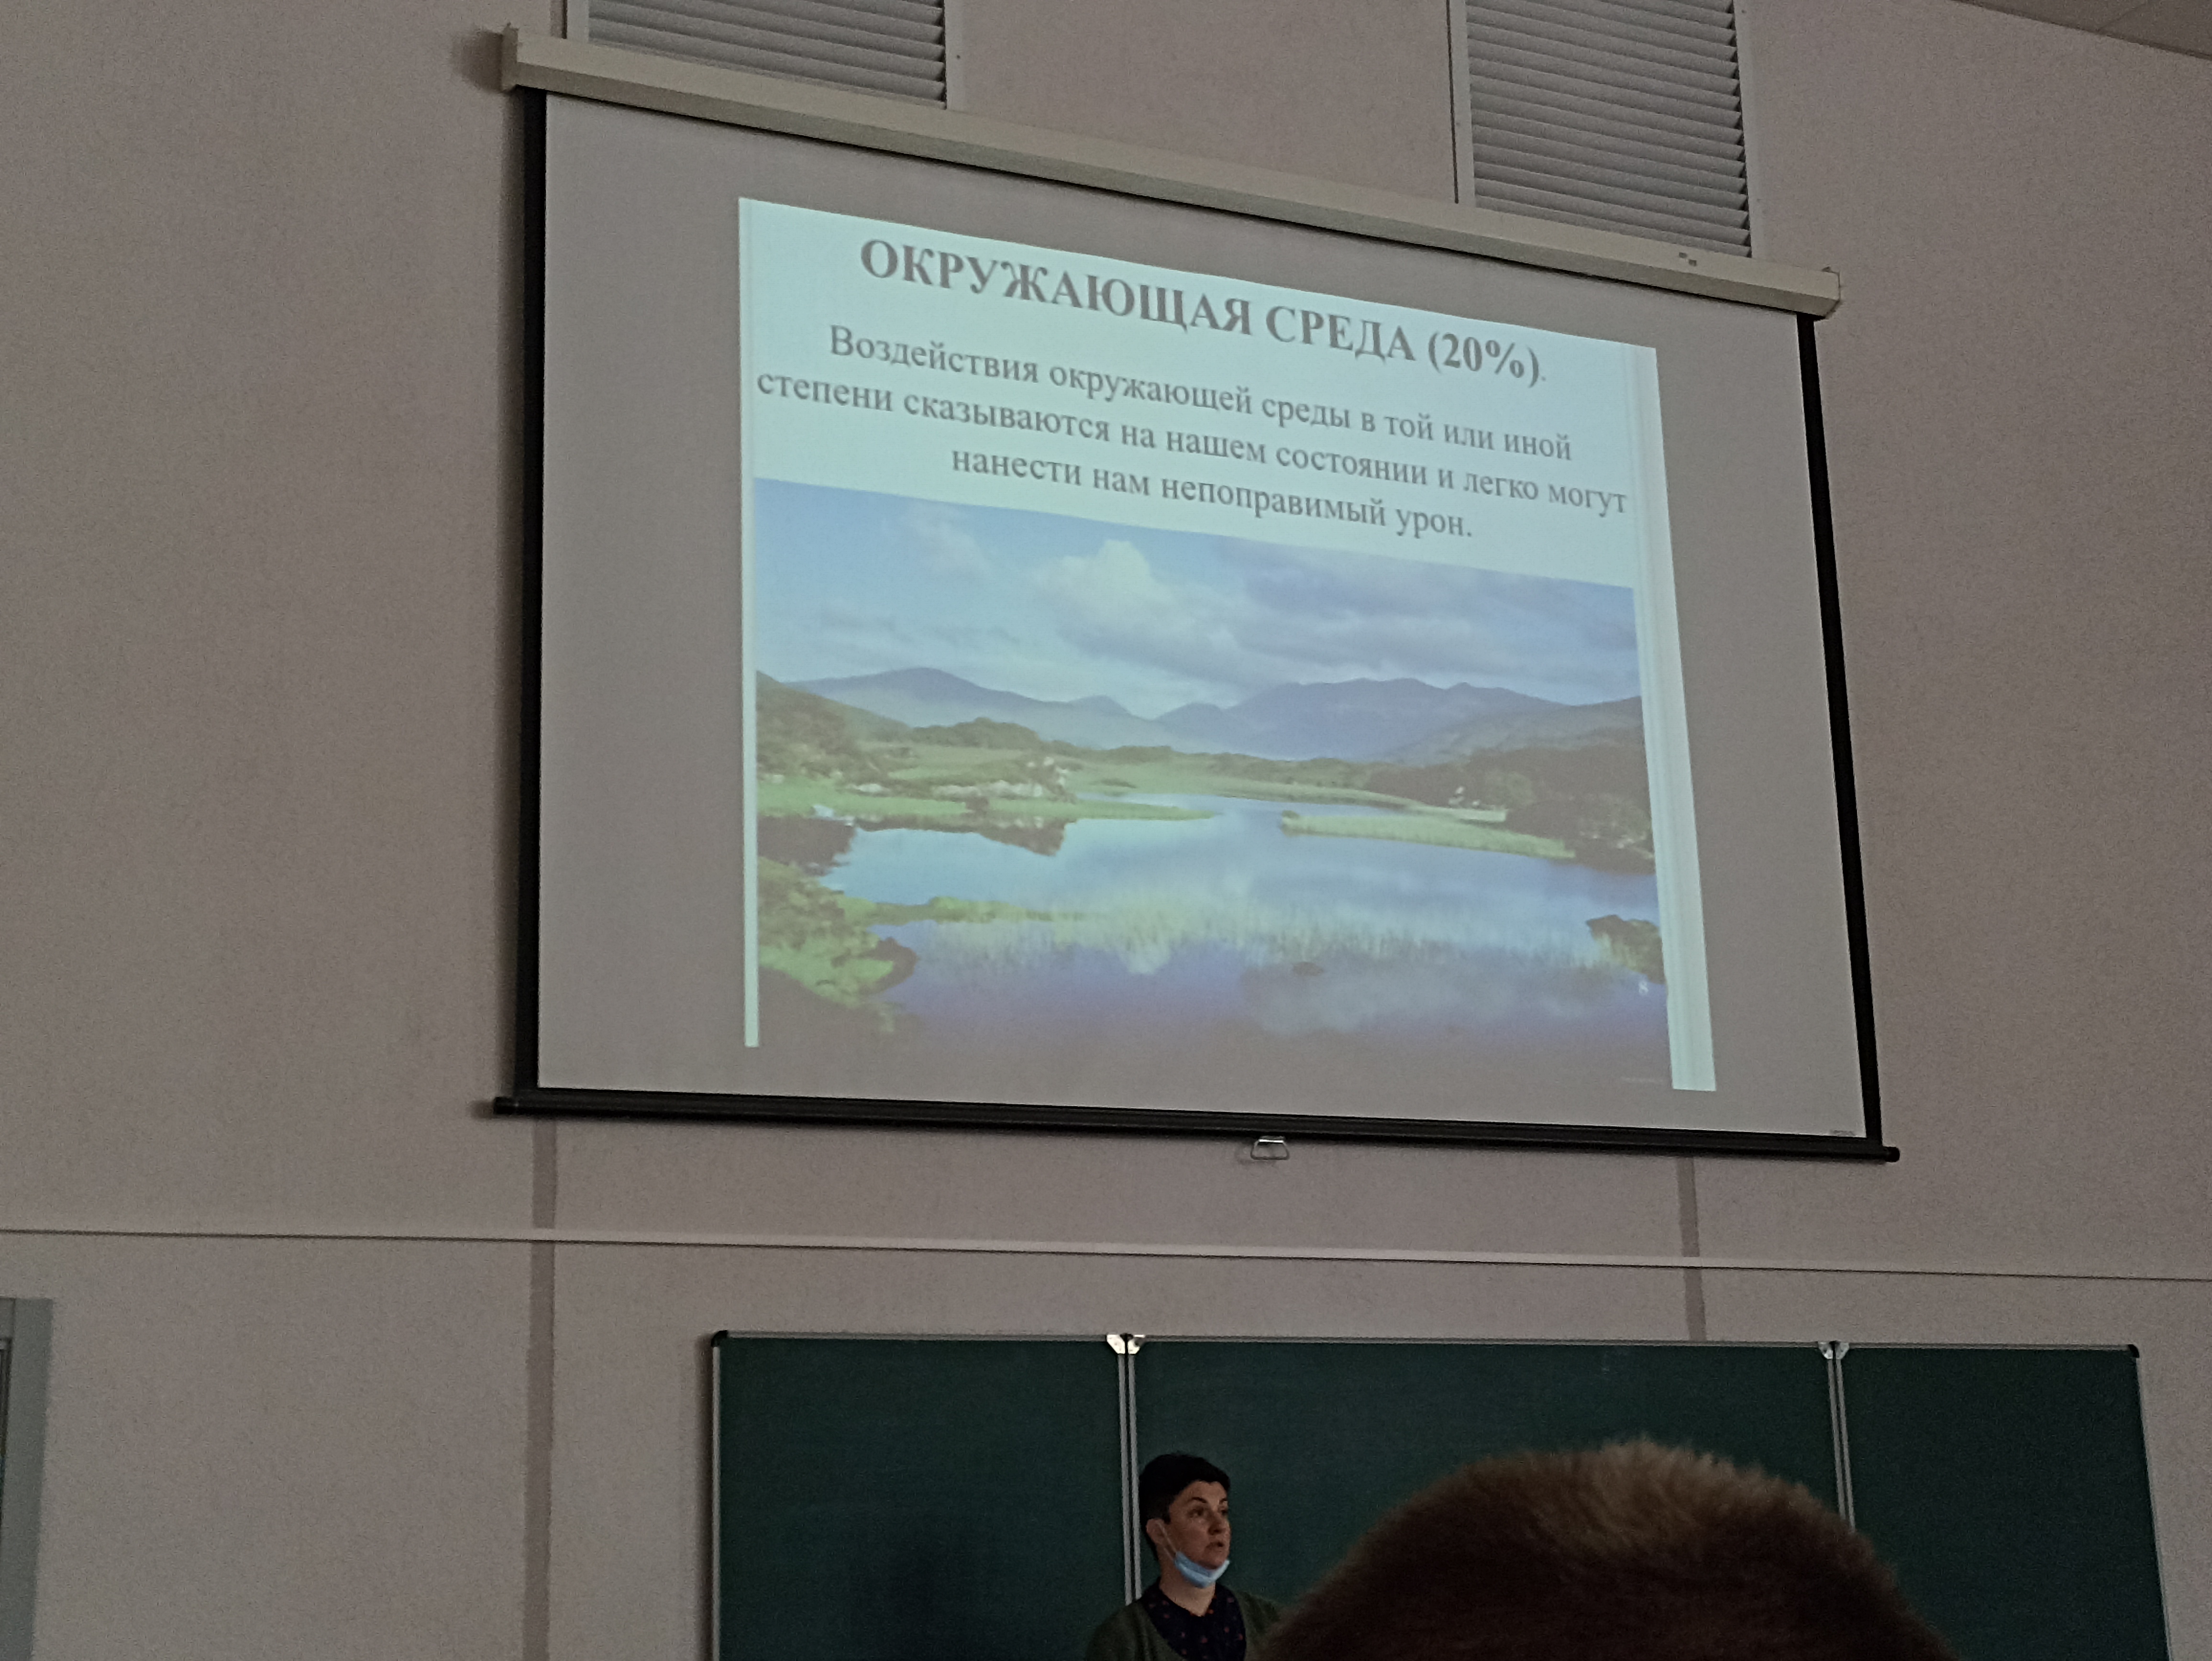 ОКРУЖАЮЩАЯ СРЕДА (20%).
Воздействия окружающей среды в той или иной
степени сказываются на нашем состоянии и легко могут
нанести нам непоправимый урон.
8